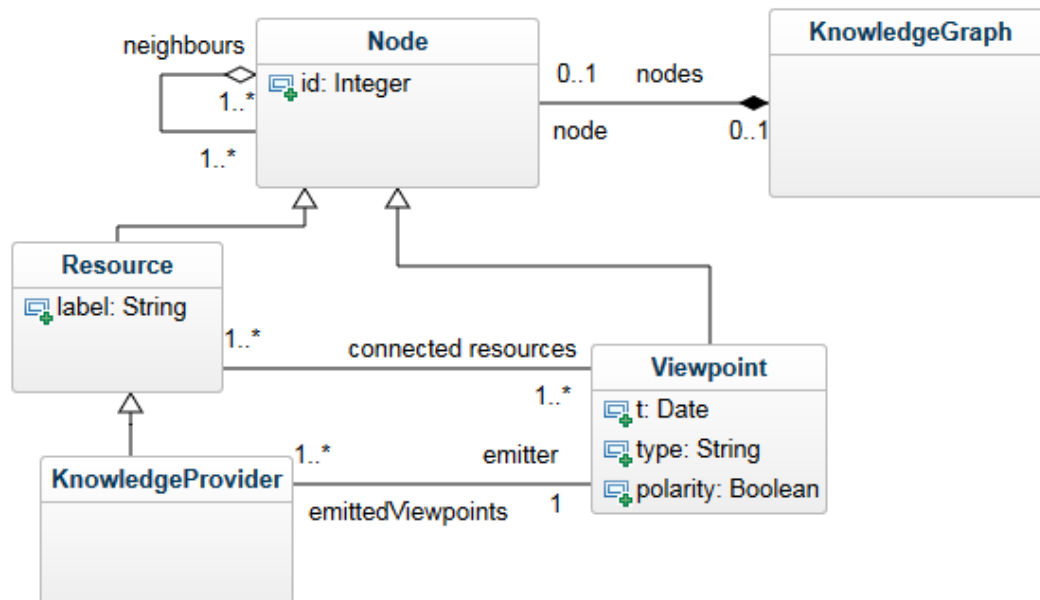 neighbours
1..*
1..*
Node
id: Integer
0..1 nodes
node 0..1
KnowledgeGraph
Resource
label: String
1..*
connected resources
1..*
Viewpoint
t: Date
type: String
polarity: Boolean
KnowledgeProvider
1..*
emitter
emittedViewpoints
1